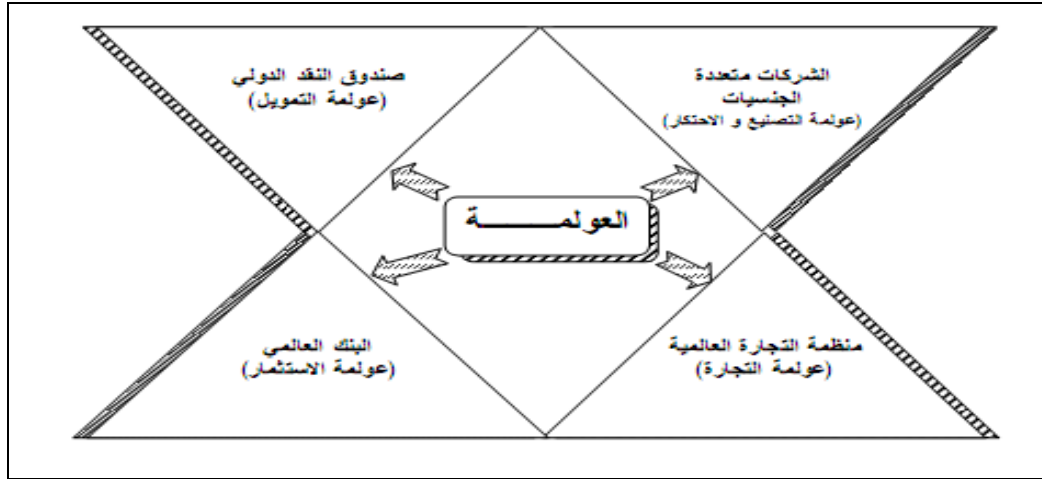 الشركات متعددة
الجنسيات
(عولمة التصنيع و الاحتكار)
صندوق النقد الدولي
(عولمة التمويل)
العولمـــــــــة
منظمة التجارة العالمية
(عولمة التجارة)
البنك العالمي
(عولمة الاستثمار)